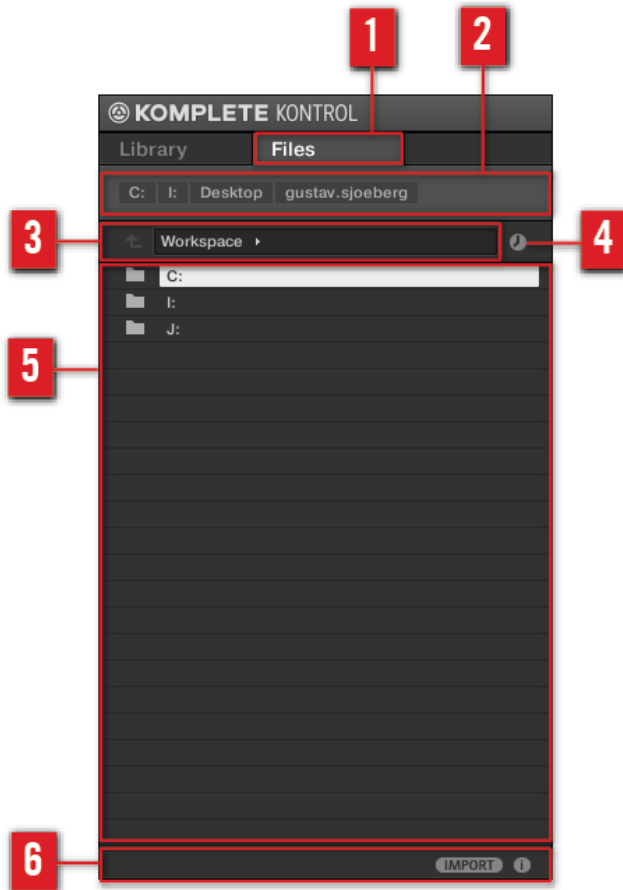 1
2
KOMPLETE KONTROL
Library
Files
C:
I:
Desktop
gustav.sjoeberg
3
Workspace
4
C:
I:
J:
5
6
IMPORT
i